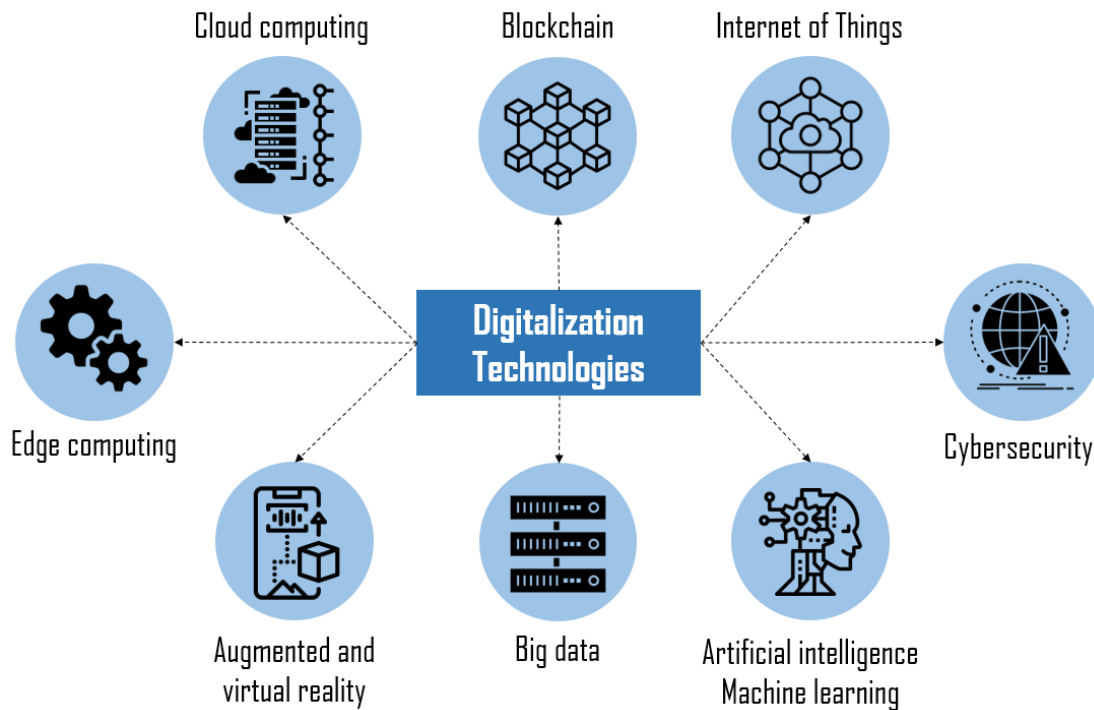 Cloud computing
Blockchain
Internet of Things
Digitalization
Technologies
Edge computing
Cybersecurity
Augmented and
virtual reality
Big data
Artificial intelligence
Machine learning